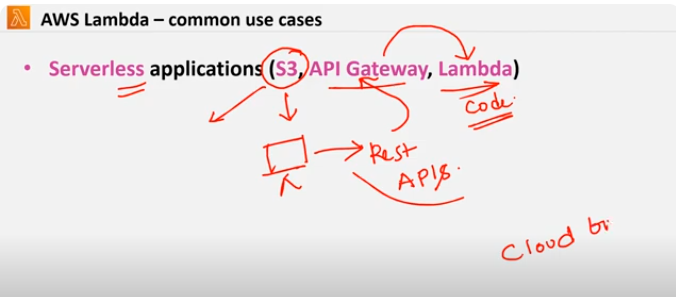 AWS Lambda – common use cases
• Serverless applications (S3, API Gateway, Lambda)
Code.
Rest
APIs.
Cloud